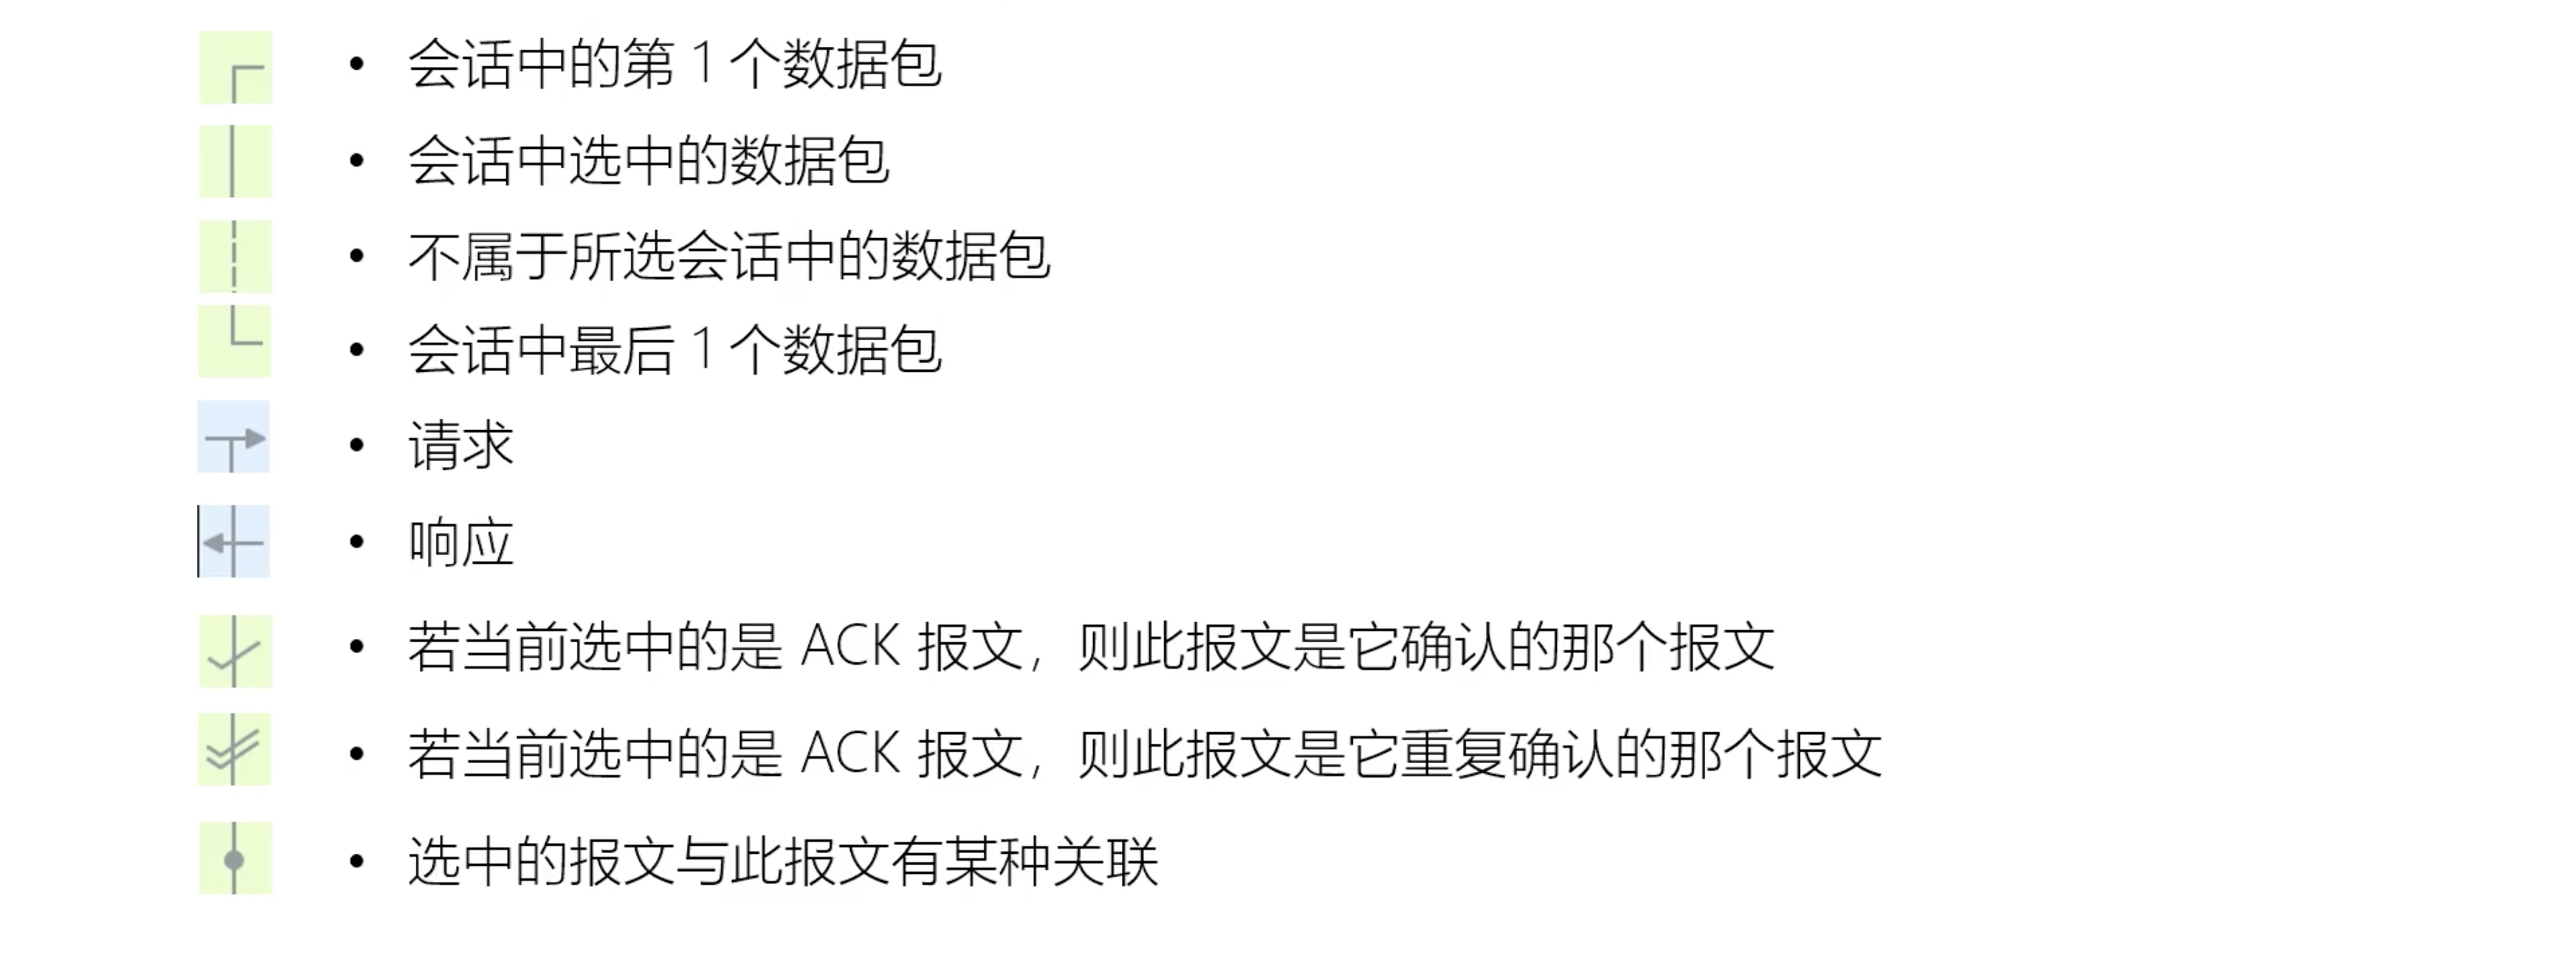 • 会话中的第 1 个数据包
• 会话中选中的数据包
• 不属于所选会话中的数据包
• 会话中最后 1 个数据包
• 请求
• 响应
• 若当前选中的是 ACK 报文，则此报文是它确认的那个报文
• 若当前选中的是 ACK 报文，则此报文是它重复确认的那个报文
• 选中的报文与此报文有某种关联